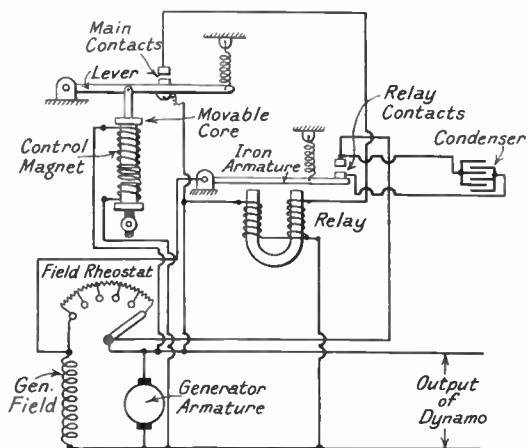 Main
Contacts
Lever
Movable
Core
Control
Magnet
Relay
Contacts
Iron
Armature
Condenser
Relay
Field Rheostat
Gen.
Field
Generator
Armature
Output
of
Dynamo